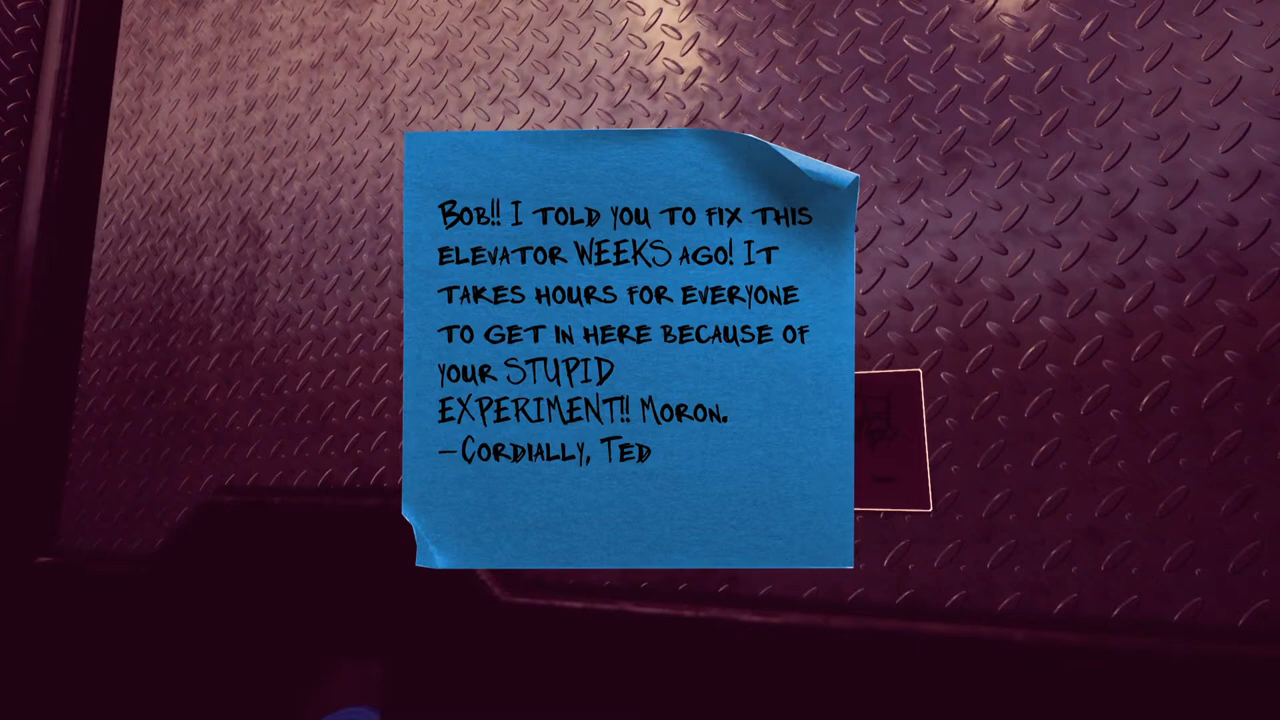 Bob!! I told you to fix this
elevator WEEKS ago! It
takes hours for everyone
to get in here because of
your STUPID
EXPERIMENT!! Moron.
–Cordially, Ted